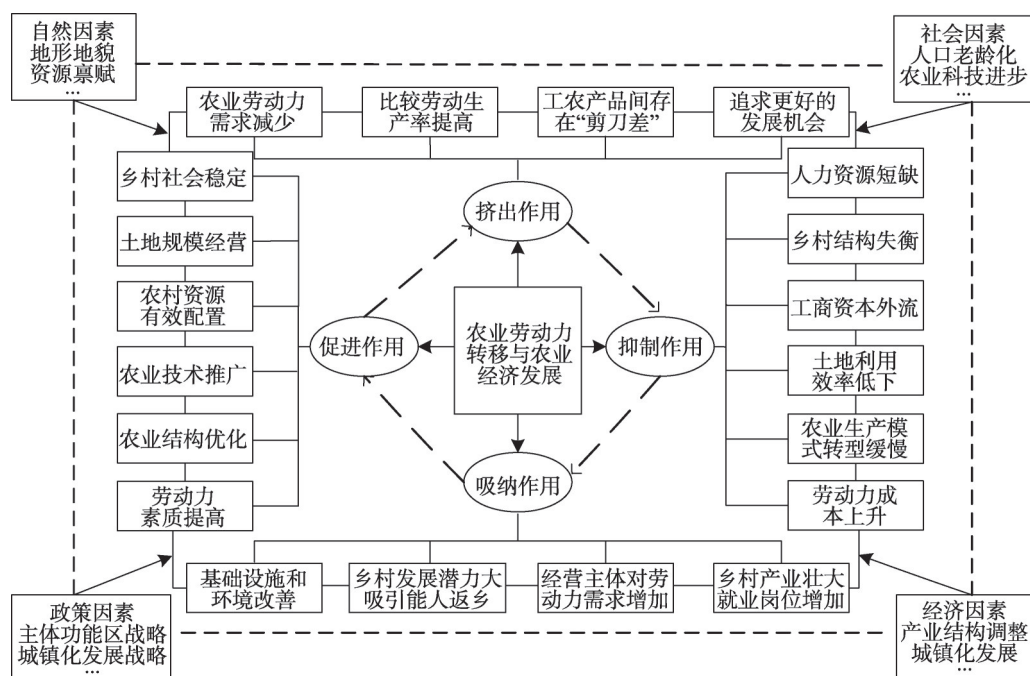 自然因素
地形地貌
资源禀赋
...
社会因素
人口老龄化
农业科技进步
...
农业劳动力
需求减少
比较劳动生
产率提高
工农产品间存
在“剪刀差”
追求更好的
发展机会
乡村社会稳定
土地规模经营
农村资源
有效配置
农业技术推广
农业结构优化
劳动力
素质提高
挤出作用
促进作用
农业劳动力
转移与农业
经济发展
抑制作用
吸纳作用
人力资源短缺
乡村结构失衡
工商资本外流
土地利用
效率低下
农业生产模
式转型缓慢
劳动力成
本上升
基础设施和
环境改善
乡村发展潜力大
吸引能人返乡
经营主体对劳
动力需求增加
乡村产业壮大
就业岗位增加
政策因素
主体功能区战略
城镇化发展战略
...
经济因素
产业结构调整
城镇化发展
...